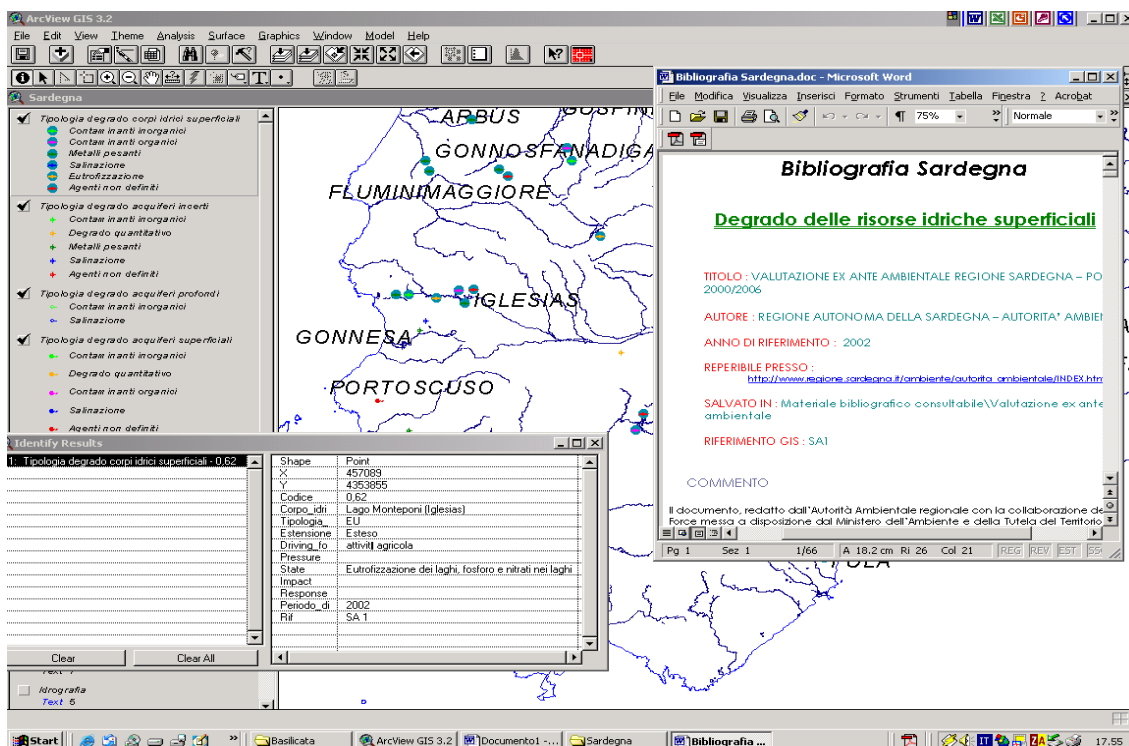 ArcView GIS 3.2
File Edit View Theme Analysis Surface Graphics Window Model Help
Sardegna
Tipologia degrado corpi idrici superficiali
Contaminanti inorganici
Contaminanti organici
Metalli pesanti
Salinazione
Eutrofizzazione
Agenti non definiti
Tipologia degrado acquiferi incerti
Contaminanti inorganici
Degrado quantitativo
Metalli pesanti
Salinazione
Agenti non definiti
Tipologia degrado acquiferi profondi
Contaminanti inorganici
Salinazione
Tipologia degrado acquiferi superficiali
Contaminanti inorganici
Degrado quantitativo
Contaminanti organici
Salinazione
Agenti non definiti
ARBUS
GONNOSFANADIGA
FLUMINIMAGGIORE
IGLESIAS
GONNESA
PORTOSCUSO
PULA
Bibliografia Sardegna.doc - Microsoft Word
File Modifica Visualizza Inserisci Formato Strumenti Tabella Finestra ? Acrobat
75% » Normale »
Bibliografia Sardegna
Degrado delle risorse idriche superficiali
TITOLO : VALUTAZIONE EX ANTE AMBIENTALE REGIONE SARDEGNA – PO
2000/2006
AUTORE : REGIONE AUTONOMA DELLA SARDEGNA – AUTORITA' AMBIEN
ANNO DI RIFERIMENTO : 2002
REPERIBILE PRESSO :
http://www.regione.sardegna.it/ambiente/autorita_ambientale/INDEX.htm
SALVATO IN : Materiale bibliografico consultabile\Valutazione ex ante
ambientale
RIFERIMENTO GIS : SA1
COMMENTO
Il documento, redatto dall'Autorità Ambientale regionale con la collaborazione de
Force messa a disposizione dal Ministero dell'Ambiente e della Tutela del Territorio
Pg 1 Sez 1 1/66 A 18.2 cm Ri 26 Col 21 REG REV EST
Identify Results
1: Tipologia degrado corpi idrici superficiali - 0,62
Shape Point
X 457089
Y 4353855
Codice 0,62
Corpo_idri Lago Monteponi (Iglesias)
Tipologia_ EU
Estensione Esteso
Driving_fo attivit| agricola
Pressure
State Eutrofizzazione dei laghi, fosforo e nitrati nei laghi
Impact
Response
Periodo_di 2002
Rif SA 1
Clear Clear All
Idrografia
Text 5
Start » Basilicata ArcView GIS 3.2 Documento1 -... Sardegna Bibliografia ... IT ZA 17.55